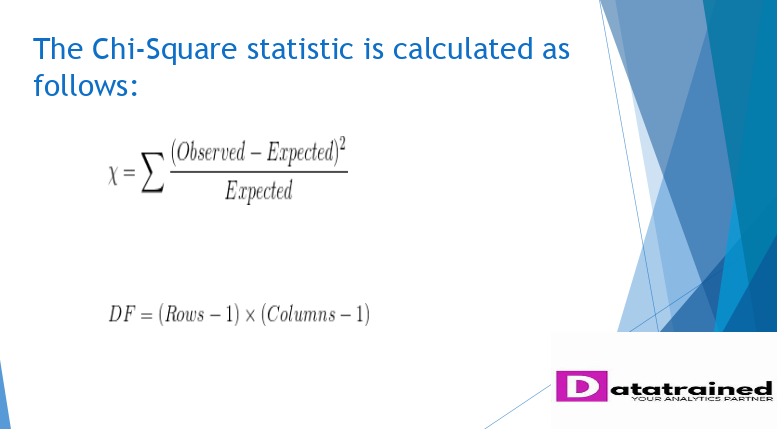 The Chi-Square statistic is calculated as
follows:
χ = ∑ (Observed − Expected)² / Expected
DF = (Rows − 1) × (Columns − 1)
Datatrained
YOUR ANALYTICS PARTNER